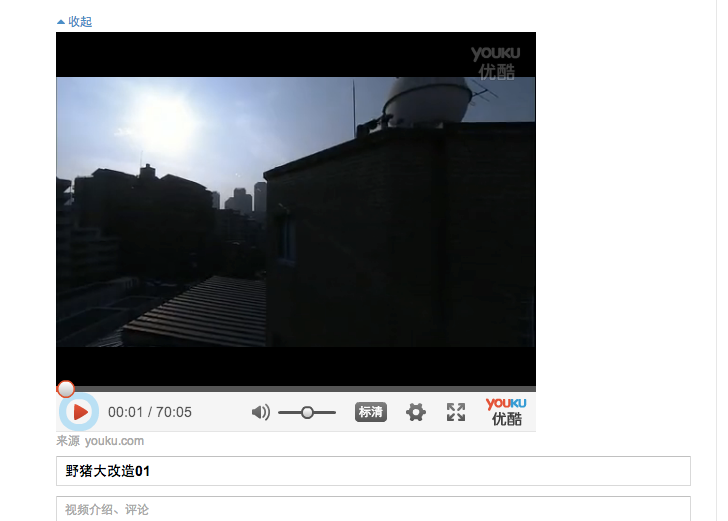 收起
YOUKU
优酷
00:01 / 70:05
标清
YOUKU
优酷
来源 youku.com
野猪大改造01
视频介绍、评论